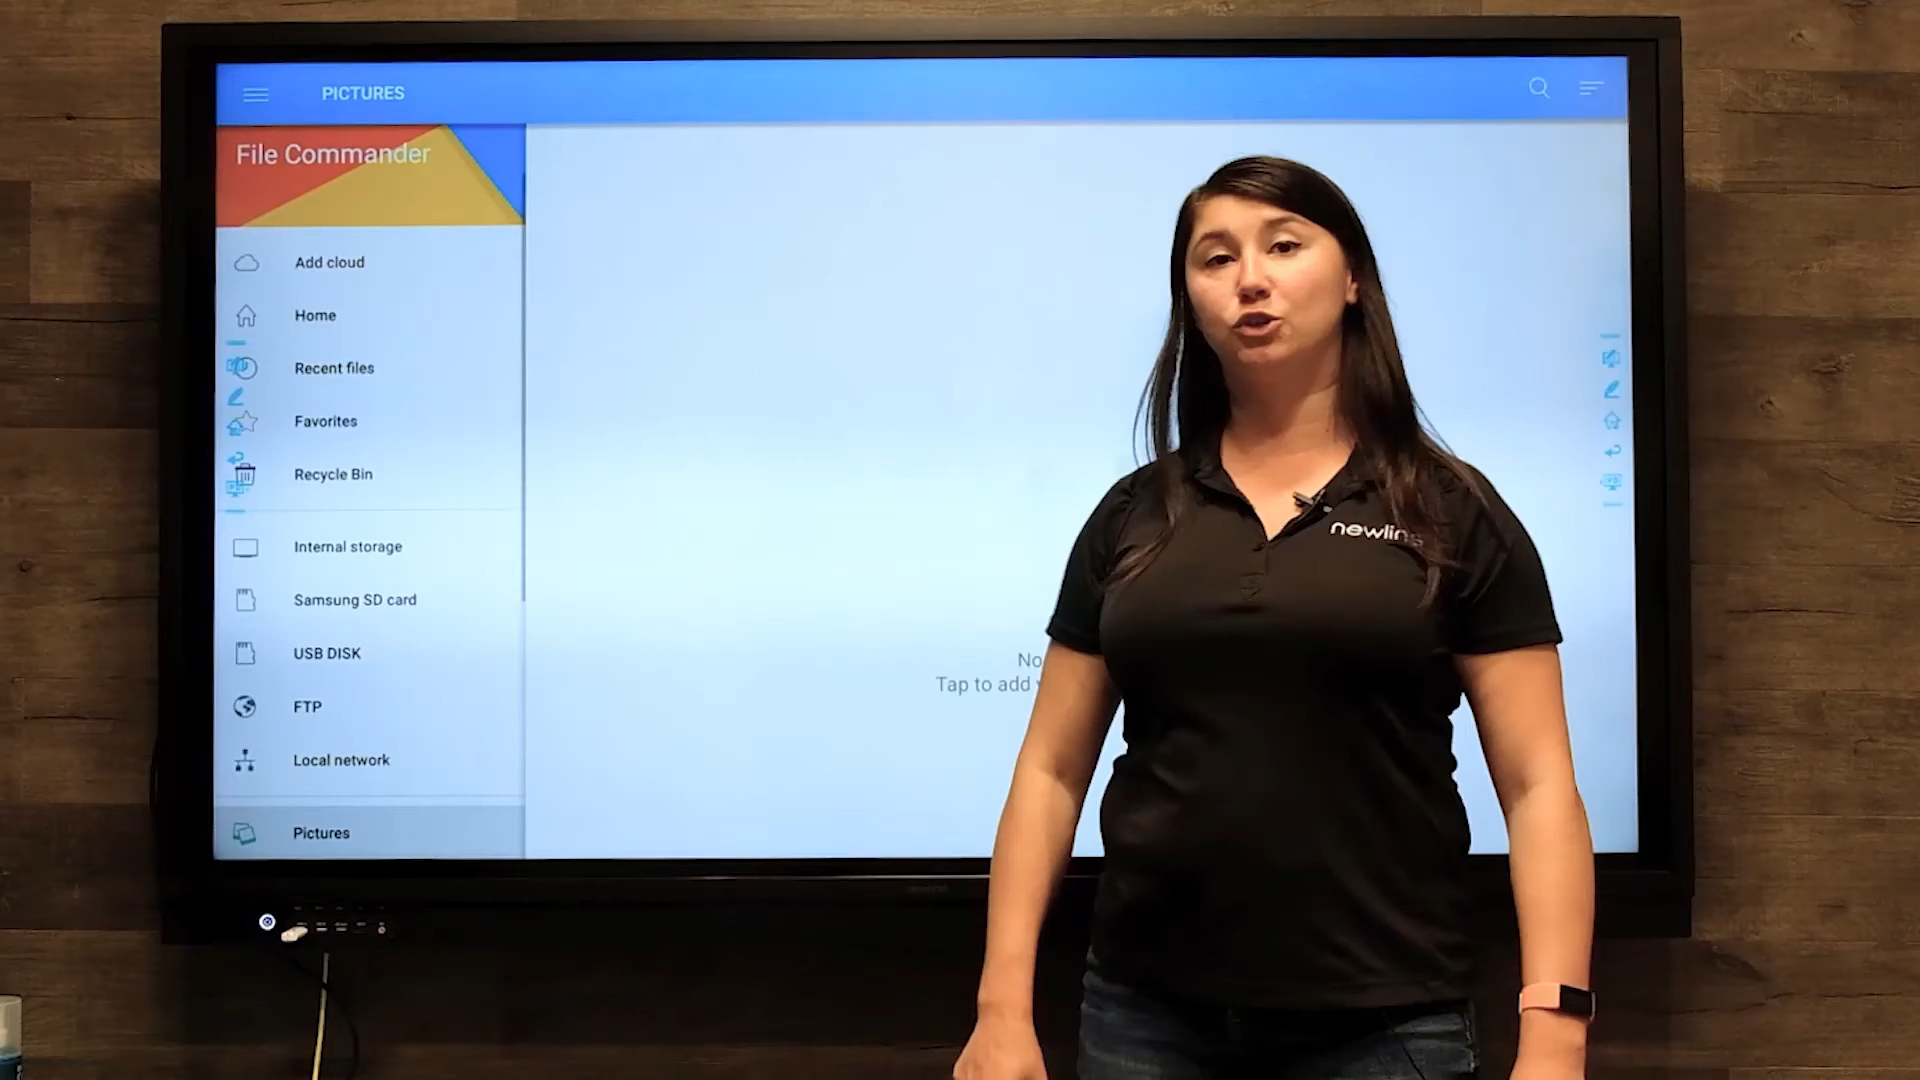 PICTURES
File Commander
Add cloud
Home
Recent files
Favorites
Recycle Bin
Internal storage
Samsung SD card
USB DISK
FTP
Local network
Pictures
No
Tap to add
newlin